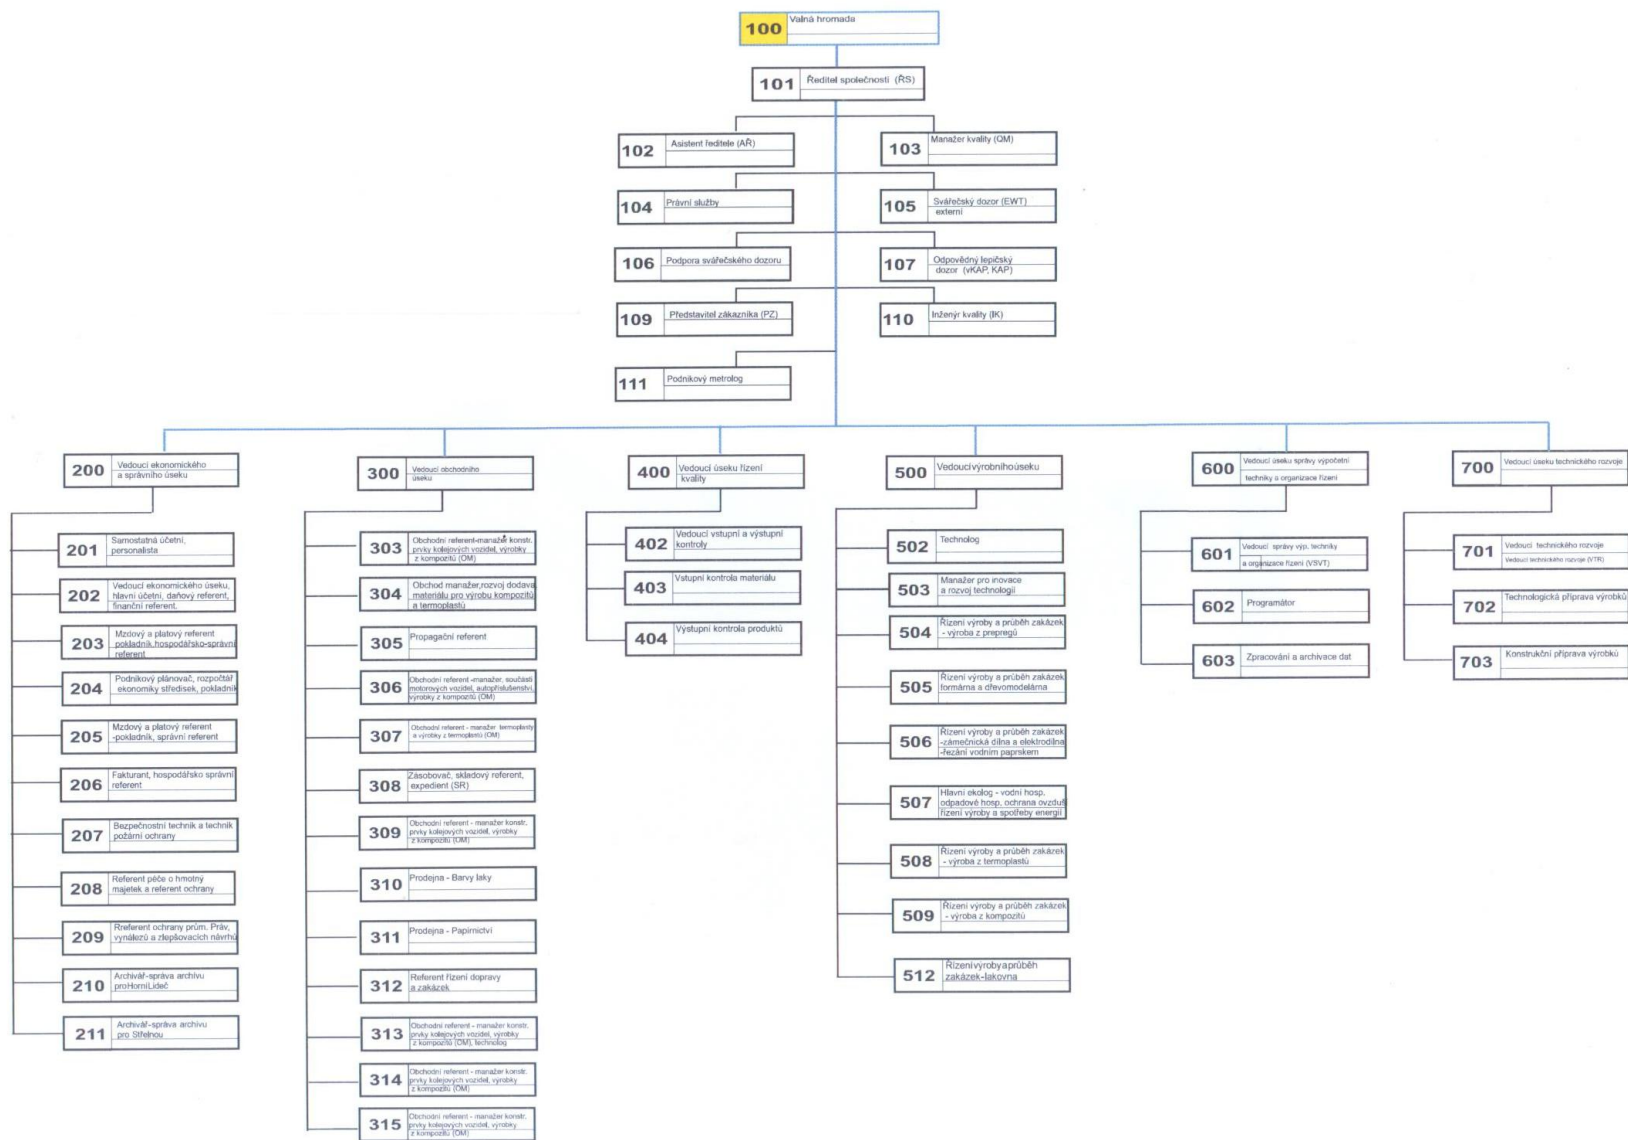 100 Valná hromada
101 Ředitel společnosti (ŘS)
102 Asistent ředitele (AŘ)
103 Manažer kvality (QM)
104 Právní služby
105 Svářečský dozor (EWT)
externí
106 Podpora svářečského dozoru
107 Odpovědný lepičský
dozor (vKAP, KAP)
109 Představitel zákazníka (PZ)
110 Inženýr kvality (IK)
111 Podnikový metrolog
200 Vedoucí ekonomického
a správního úseku
201 Samostatná účetní,
personalista
202 Vedoucí ekonomického úseku,
hlavní účetní, daňový referent,
finanční referent.
203 Mzdový a platový referent
pokladník,hospodářsko-správní
referent
204 Podnikový plánovač, rozpočtář
ekonomiky středisek, pokladník
205 Mzdový a platový referent
-pokladník, správní referent
206 Fakturant, hospodářsko správní
referent
207 Bezpečnostní technik a technik
požární ochrany
208 Referent péče o hmotný
majetek a referent ochrany
209 Rreferent ochrany prům. Práv,
vynálezů a zlepšovacích návrhů
210 Archivář-správa archívu
proHorníLideč
211 Archivář-správa archívu
pro Střelnou
300 Vedoucí obchodního
úseku
303 Obchodní referent-manažer konstr.
prvky kolejových vozidel, výrobky
z kompozitů (OM)
304 Obchod manažer,rozvoj dodava
materiálu pro výrobu kompozitů
a termoplastů
305 Propagační referent
306 Obchodní referent -manažer, součásti
motorových vozidel, autopříslušenství,
výrobky z kompozitů (OM)
307 Obchodní referent - manažer termoplasty
a výrobky z termoplastů (OM)
308 Zásobovač, skladový referent,
expedient (SR)
309 Obchodní referent - manažer konstr.
prvky kolejových vozidel, výrobky
z kompozitů (OM)
310 Prodejna - Barvy laky
311 Prodejna - Papírnictví
312 Referent řízení dopravy
a zakázek
313 Obchodní referent - manažer konstr.
prvky kolejových vozidel, výrobky
z kompozitů (OM), technolog
314 Obchodní referent - manažer konstr.
prvky kolejových vozidel, výrobky
z kompozitů (OM)
315 Obchodní referent - manažer konstr.
prvky kolejových vozidel, výrobky
z kompozitů (OM)
400 Vedoucí úseku řízení
kvality
402 Vedoucí vstupní a výstupní
kontroly
403 Vstupní kontrola materiálu
404 Výstupní kontrola produktů
500 Vedoucívýrobníhoúseku
502 Technolog
503 Manažer pro inovace
a rozvoj technologií
504 Řízení výroby a průběh zakázek
- výroba z prepregů
505 Řízení výroby a průběh zakázek
formárna a dřevomodelárna
506 Řízení výroby a průběh zakázek
-zámečnická dílna a elektrodílna
-řezání vodním paprskem
507 Hlavní ekolog - vodní hosp.
odpadové hosp, ochrana ovzduš
řízení výroby a spotřeby energií
508 Řízení výroby a průběh zakázek
- výroba z termoplastů
509 Řízení výroby a průběh zakázek
- výroba z kompozitů
512 Řízenívýrobyaprůběh
zakázek-lakovna
600 Vedoucí úseku správy výpočetní
techniky a organizace řízení
601 Vedoucí správy výp. techniky
a organizace řízení (VSVT)
602 Programátor
603 Zpracování a archivace dat
700 Vedoucí úseku technického rozvoje
701 Vedoucí technického rozvoje
Vedoucí technického rozvoje (VTR)
702 Technologická příprava výrobků
703 Konstrukční příprava výrobků